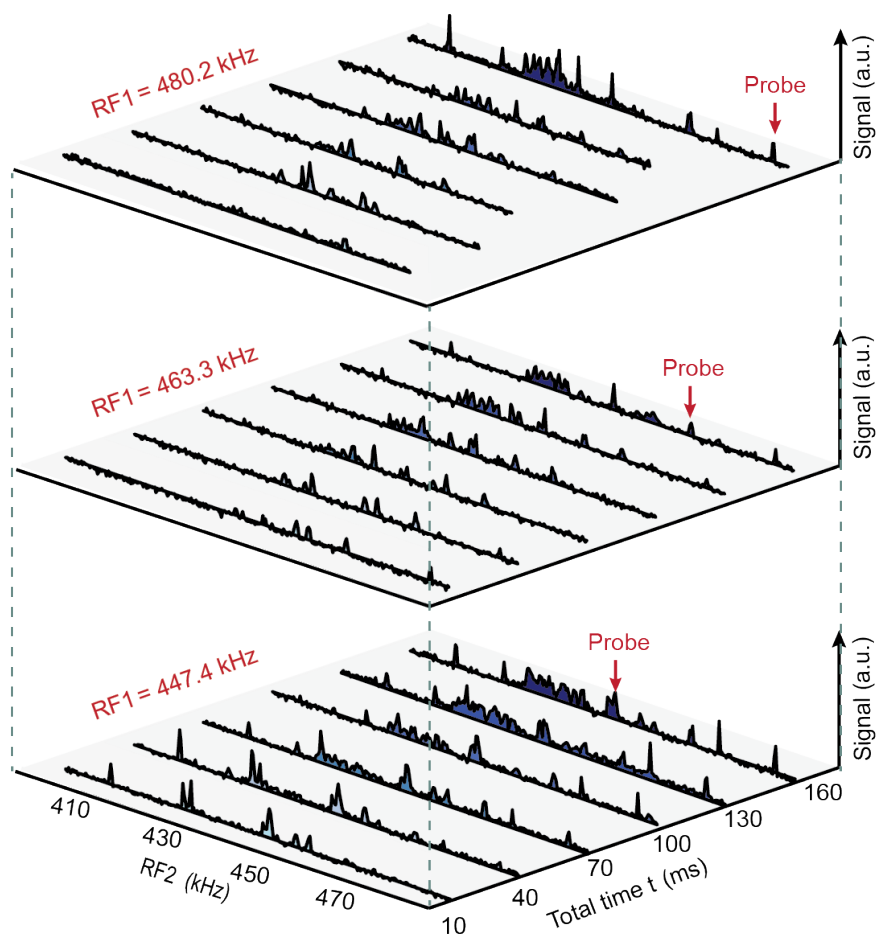 RF1 = 480.2 kHz
Probe
Signal (a.u.)
RF1 = 463.3 kHz
Probe
Signal (a.u.)
RF1 = 447.4 kHz
Probe
Signal (a.u.)
410
430
450
470
RF2 (kHz)
10
40
70
100
130
160
Total time t (ms)